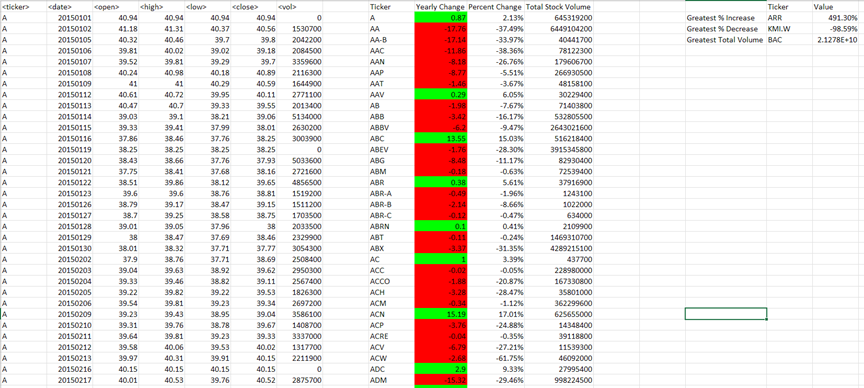 <ticker> <date> <open> <high> <low> <close> <vol> Ticker Yearly Change Percent Change Total Stock Volume Ticker Value
A 20150101 40.94 40.94 40.94 40.94 0 A 0.87 2.13% 645319200 Greatest % Increase ARR 491.30%
A 20150102 41.18 41.31 40.37 40.56 1530700 AA -17.76 -37.49% 6449104200 Greatest % Decrease KMI.W -98.59%
A 20150105 40.32 40.46 39.7 39.8 2042200 AA-B -17.14 -33.97% 40441700 Greatest Total Volume BAC 2.1278E+10
A 20150106 39.81 40.02 39.02 39.18 2084500 AAC -11.86 -38.36% 78122300
A 20150107 39.52 39.81 39.29 39.7 3359600 AAN -8.18 -26.76% 179606700
A 20150108 40.24 40.98 40.18 40.89 2116300 AAP -8.77 -5.51% 266930500
A 20150109 41 41 40.29 40.59 1644900 AAT -1.46 -3.67% 48158100
A 20150112 40.61 40.72 39.95 40.11 2771100 AAV 0.29 6.05% 30229400
A 20150113 40.47 40.7 39.33 39.55 2013400 AB -1.98 -7.67% 71403800
A 20150114 39.03 39.1 38.21 39.06 5134000 ABB -3.42 -16.17% 532805500
A 20150115 39.33 39.41 37.99 38.01 2630200 ABBV -6.2 -9.47% 2643021600
A 20150116 37.86 38.46 37.76 38.25 3003900 ABC 13.55 15.03% 516218400
A 20150119 38.25 38.25 38.25 38.25 0 ABEV -1.76 -28.30% 3915345800
A 20150120 38.43 38.66 37.76 37.93 5033600 ABG -8.48 -11.17% 82930400
A 20150121 37.75 38.41 37.68 38.16 2721600 ABM -0.18 -0.63% 72539400
A 20150122 38.51 39.86 38.12 39.65 4856500 ABR 0.38 5.61% 37916900
A 20150123 39.6 39.6 38.76 38.81 1519200 ABR-A -0.49 -1.96% 1243100
A 20150126 38.79 39.17 38.47 39.15 1511200 ABR-B -2.14 -8.66% 1022000
A 20150127 38.7 39.25 38.58 38.75 1703500 ABR-C -0.12 -0.47% 634000
A 20150128 39.01 39.05 37.96 38 2033500 ABRN 0.1 0.41% 2109900
A 20150129 38 38.47 37.69 38.46 2329900 ABT -0.11 -0.24% 1469310700
A 20150130 38.01 38.32 37.71 37.77 3054300 ABX -3.37 -31.35% 4289215100
A 20150202 37.9 38.76 37.71 38.69 2508400 AC 1 3.39% 437700
A 20150203 39.04 39.63 38.92 39.62 2950300 ACC -0.02 -0.05% 228980000
A 20150204 39.33 39.46 38.82 39.11 2567400 ACCO -1.88 -20.87% 167330800
A 20150205 39.22 39.82 39.22 39.53 1826300 ACH -3.28 -28.47% 35801000
A 20150206 39.54 39.81 39.23 39.34 2697200 ACM -0.34 -1.12% 362299600
A 20150209 39.23 39.43 38.95 39.04 3586100 ACN 15.19 17.01% 625655000
A 20150210 39.31 39.76 38.78 39.67 1408700 ACP -3.76 -24.88% 14348400
A 20150211 39.64 39.81 39.23 39.33 3337000 ACRE -0.04 -0.35% 39118800
A 20150212 39.58 40.06 39.53 40.02 1317700 ACV -6.79 -27.21% 11539300
A 20150213 39.97 40.31 39.91 40.15 2211900 ACW -2.68 -61.75% 46092000
A 20150216 40.15 40.15 40.15 40.15 0 ADC 2.9 9.33% 27995400
A 20150217 40.01 40.53 39.76 40.52 2875700 ADM -15.32 -29.46% 998224500